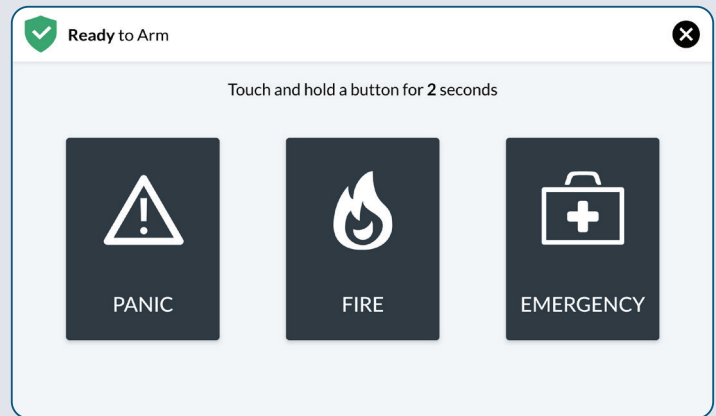 Ready to Arm
Touch and hold a button for 2 seconds
PANIC
FIRE
EMERGENCY